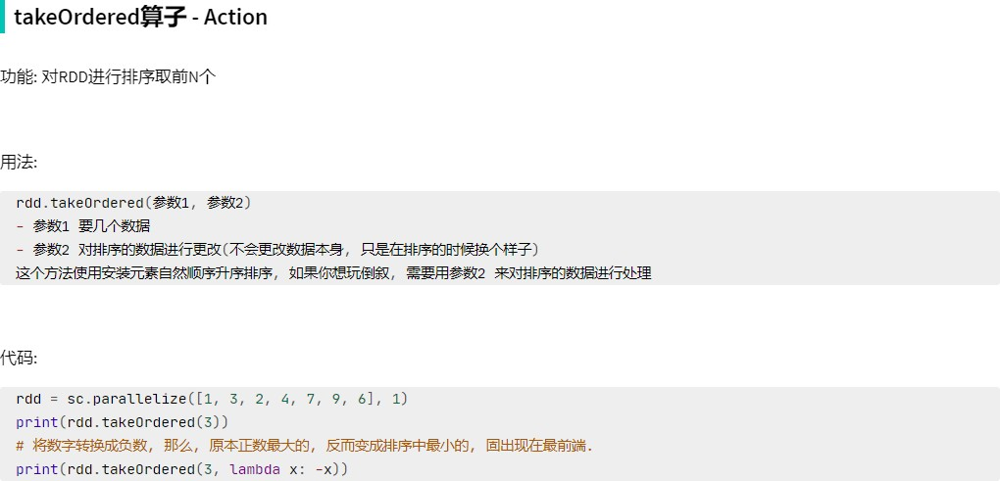 takeOrdered算子 - Action
功能: 对RDD进行排序取前N个
用法:
rdd.takeOrdered(参数1, 参数2)
- 参数1 要几个数据
- 参数2 对排序的数据进行更改(不会更改数据本身, 只是在排序的时候换个样子)
这个方法使用安装元素自然顺序升序排序, 如果你想玩倒叙, 需要用参数2 来对排序的数据进行处理
代码:
rdd = sc.parallelize([1, 3, 2, 4, 7, 9, 6], 1)
print(rdd.takeOrdered(3))
# 将数字转换成负数, 那么, 原本正数最大的, 反而变成排序中最小的, 固出现在最前端.
print(rdd.takeOrdered(3, lambda x: -x))